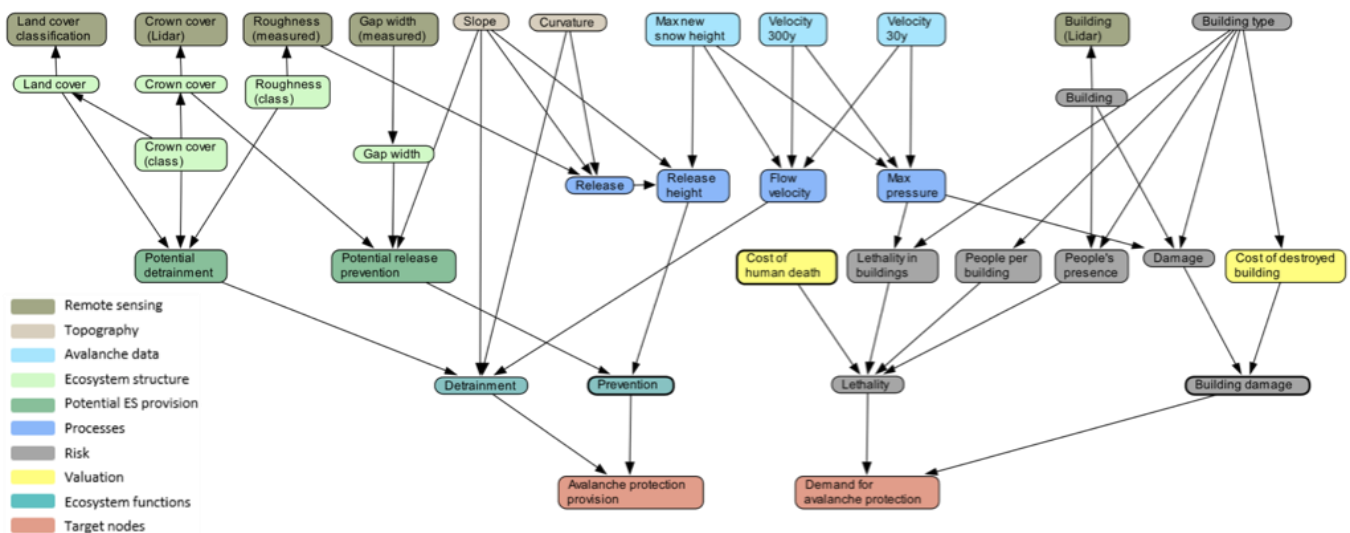 Land cover
classification
Crown cover
(Lidar)
Roughness
(measured)
Gap width
(measured)
Slope
Curvature
Max new
snow height
Velocity
300y
Velocity
30y
Building
(Lidar)
Building type
Land cover
Crown cover
Roughness
(class)
Building
Crown cover
(class)
Gap width
Release
Release
height
Flow
velocity
Max
pressure
Potential
detrainment
Potential release
prevention
Cost of
human death
Lethality in
buildings
People per
building
People's
presence
Damage
Cost of destroyed
building
Remote sensing
Topography
Avalanche data
Ecosystem structure
Potential ES provision
Processes
Risk
Valuation
Ecosystem functions
Target nodes
Detrainment
Prevention
Lethality
Building damage
Avalanche protection
provision
Demand for
avalanche protection